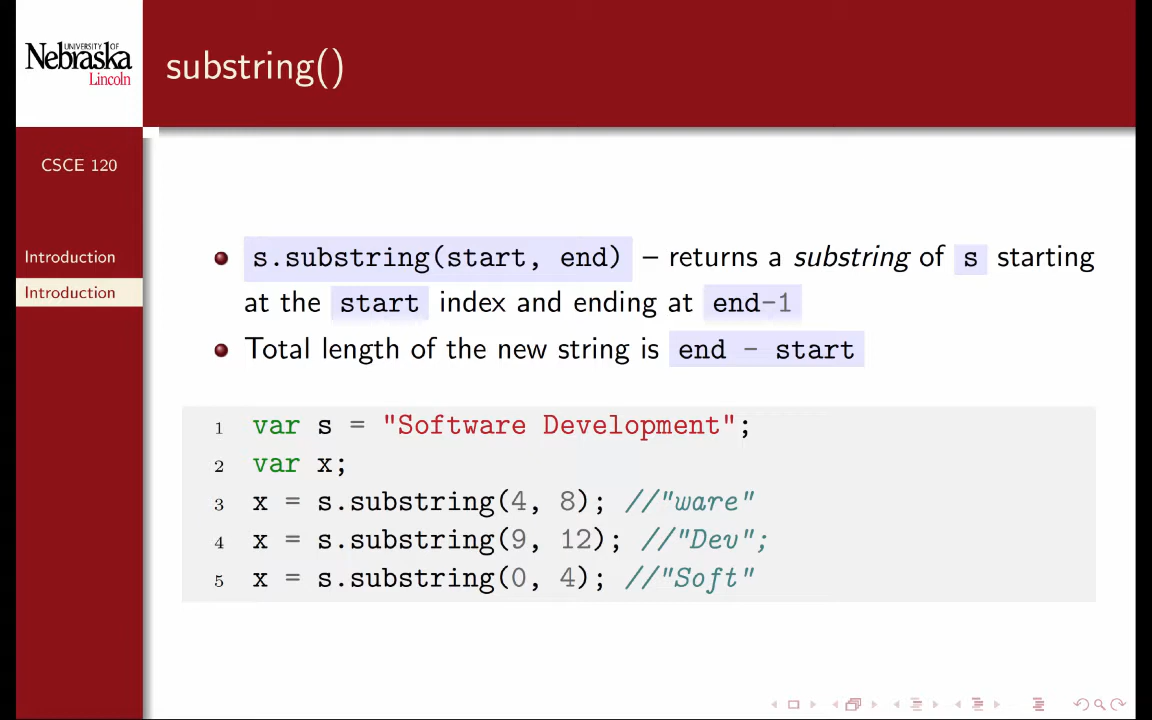 UNIVERSITY OF
Nebraska
Lincoln
substring()
CSCE 120
Introduction
Introduction
s.substring(start, end) – returns a substring of s starting
at the start index and ending at end-1
Total length of the new string is end - start
1 var s = "Software Development";
2 var x;
3 x = s.substring(4, 8); //"ware"
4 x = s.substring(9, 12); //"Dev";
5 x = s.substring(0, 4); //"Soft"